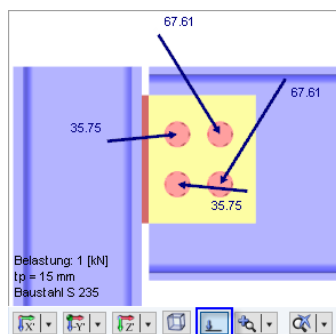 67.61
67.61
35.75
35.75
Belastung: 1 [kN]
tp = 15 mm
Baustahl S 235
X Y Z